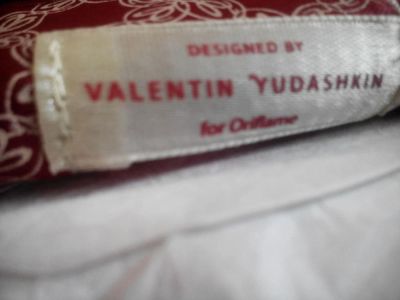 DESIGNED BY
VALENTIN YUDASHKIN
for Oriflame